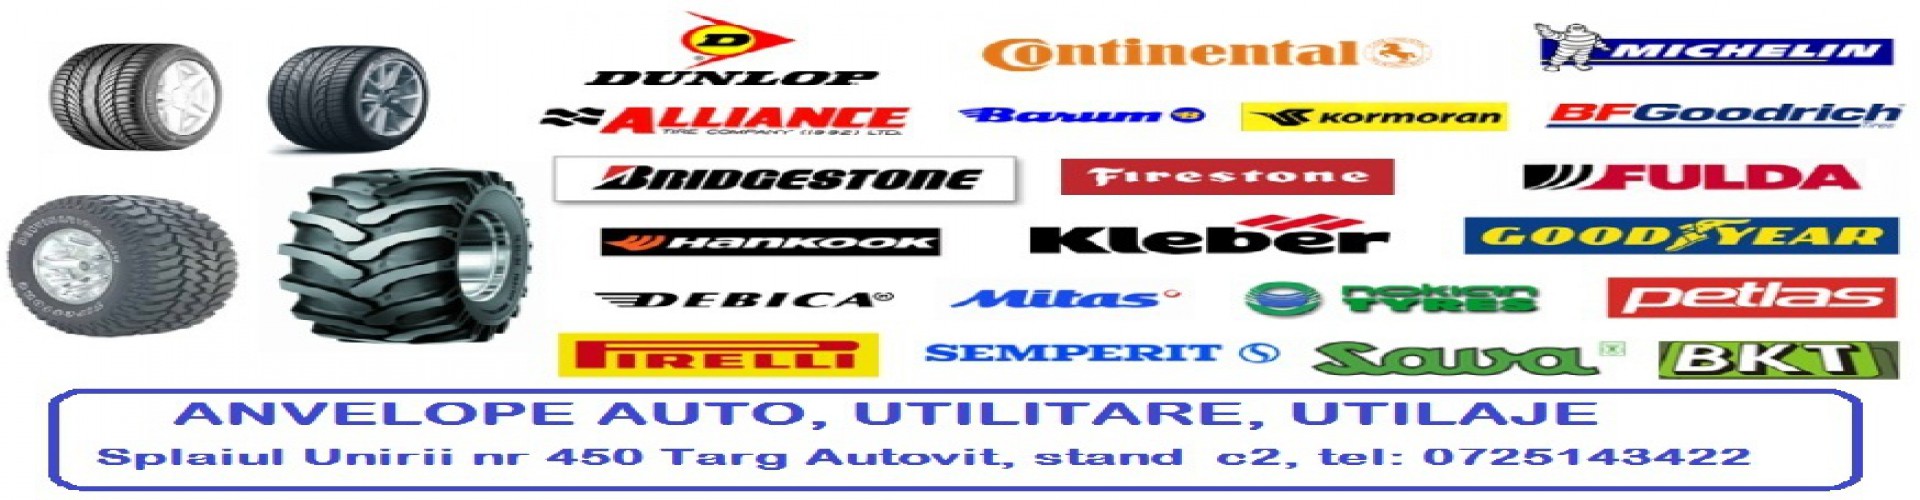 DUNLOP
Continental
MICHELIN
ALLIANCE
TIRE COMPANY (1992) LTD.
Barum B
KORMORAN
BFGoodrich
Tires
BRIDGESTONE
Firestone
FULDA
HANKOOK
Kleber
GOODYEAR
DEBICA®
Mitas
nokian
TYRES
petlas
PIRELLI
SEMPERIT
Sava
BKT
ANVELOPE AUTO, UTILITARE, UTILAJE
Splaiul Unirii nr 450 Targ Autovit, stand c2, tel: 0725143422